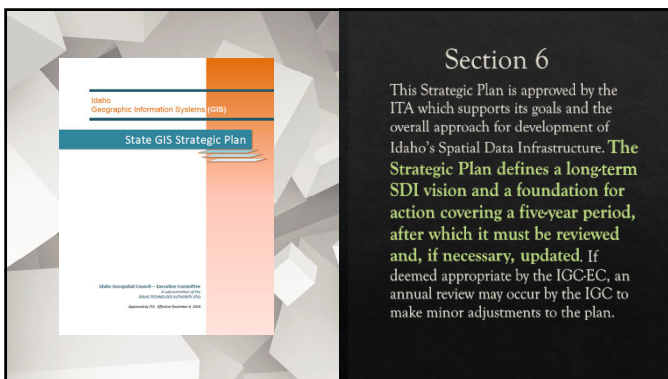 Idaho
Geographic Information Systems (GIS)
State GIS Strategic Plan
Idaho Geospatial Council – Executive Committee
A subcommittee of the
IDAHO TECHNOLOGY AUTHORITY (ITA)
Section 6
This Strategic Plan is approved by the
ITA which supports its goals and the
overall approach for development of
Idaho's Spatial Data Infrastructure. The
Strategic Plan defines a long-term
SDI vision and a foundation for
action covering a five-year period,
after which it must be reviewed
and, if necessary, updated. If
deemed appropriate by the IGC-EC, an
annual review may occur by the IGC to
make minor adjustments to the plan.